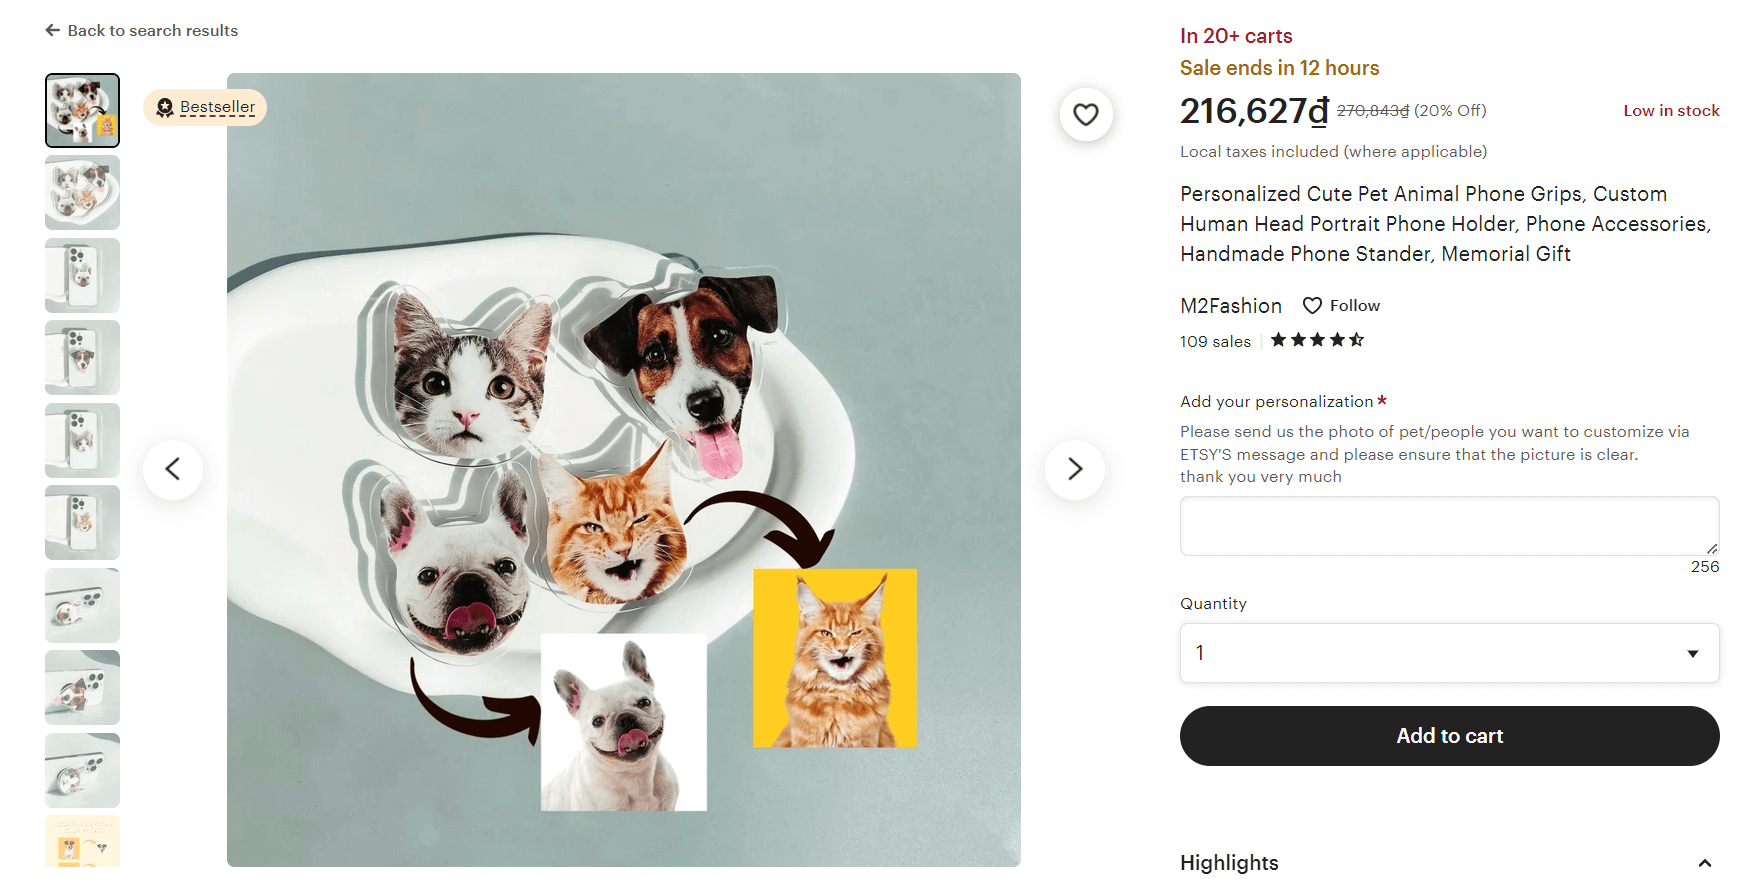 Back to search results
Bestseller
In 20+ carts
Sale ends in 12 hours
216,627₫ 270,843₫ (20% Off)
Low in stock
Local taxes included (where applicable)
Personalized Cute Pet Animal Phone Grips, Custom
Human Head Portrait Phone Holder, Phone Accessories,
Handmade Phone Stander, Memorial Gift
M2Fashion
Follow
109 sales
Add your personalization *
Please send us the photo of pet/people you want to customize via
ETSY'S message and please ensure that the picture is clear.
thank you very much
256
Quantity
1
Add to cart
Highlights